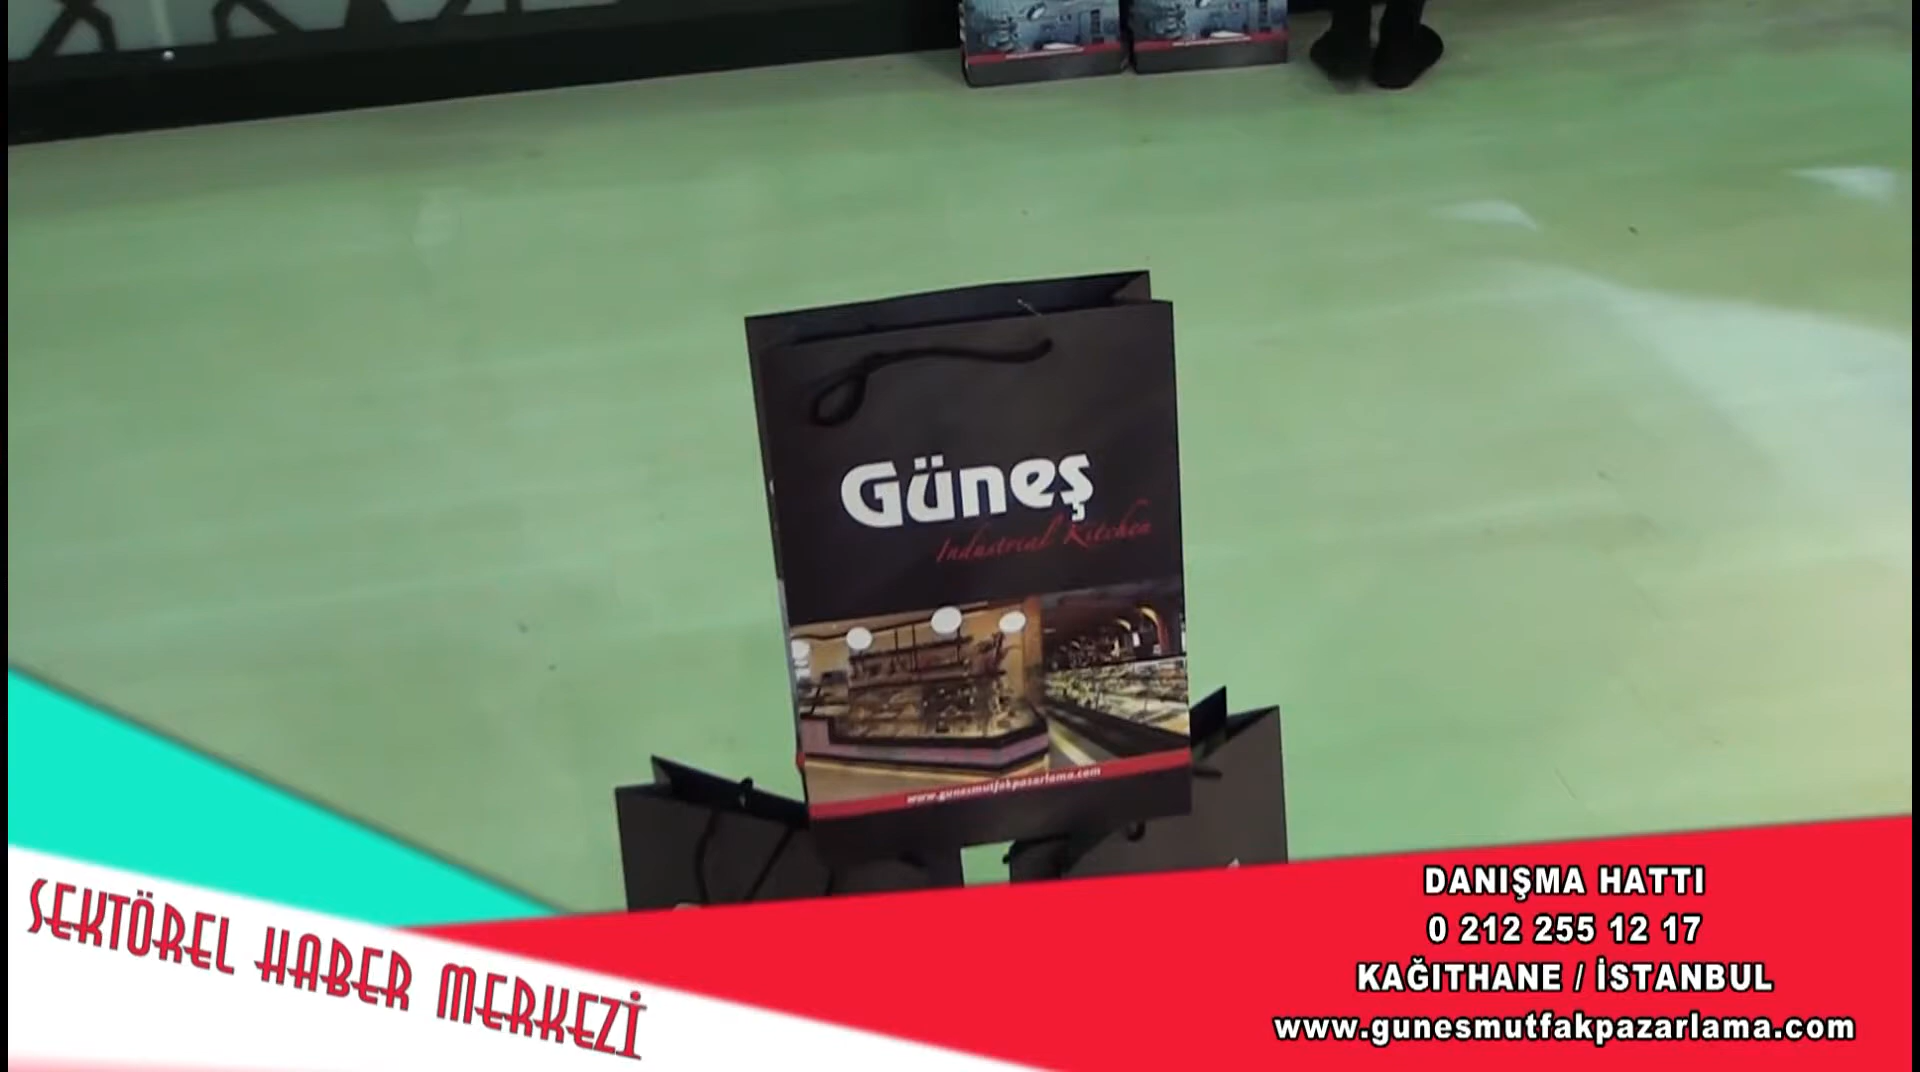 Güneş
Industrial Kitchen
www.gunesmutfakpazarlama.com
SEKTÖREL HABER MERKEZİ
DANIŞMA HATTI
0 212 255 12 17
KAĞITHANE / İSTANBUL
www.gunesmutfakpazarlama.com